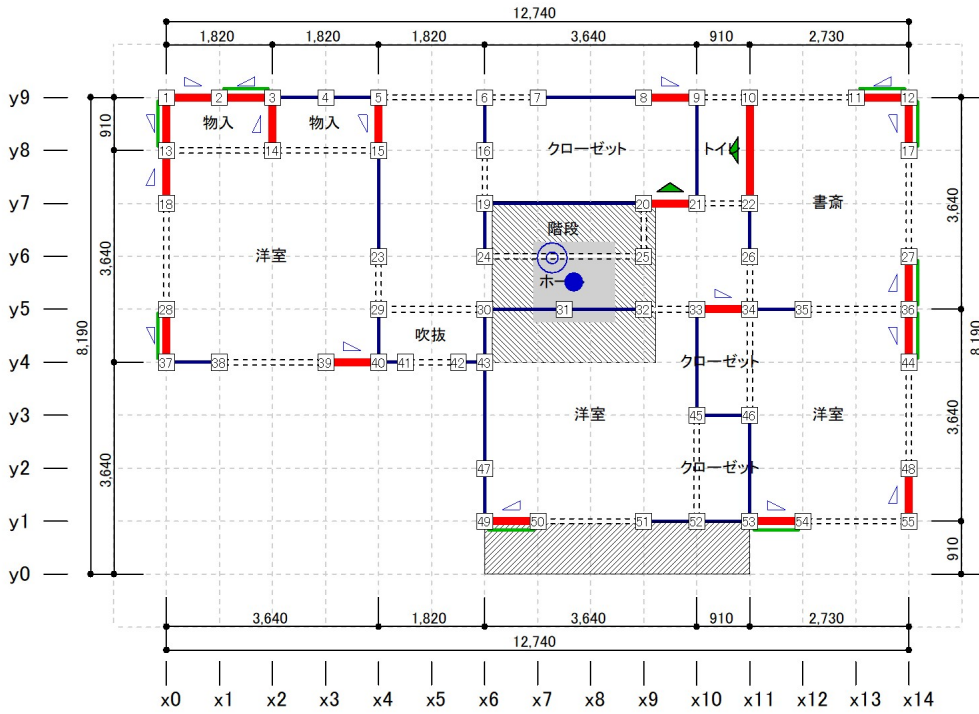 12,740
1,820 1,820 1,820 3,640 910 2,730
y9 1 2 3 4 5 6 7 8 9 10 11 12
910 物入 物入 クローゼット トイレ
y8 13 14 15 16 17
y7 18 19 20 21 22 書斎 3,640
階段
y6 洋室 23 24 25 26 27
3,640 ホール
y5 28 29 30 31 32 33 34 35 36
8,190 吹抜 8,190
y4 37 38 39 40 41 42 43 クローゼット 44
y3 洋室 45 46 洋室 3,640
3,640
y2 47 クローゼット 48
y1 49 50 51 52 53 54 55
910
y0
3,640 1,820 3,640 910 2,730
12,740
x0 x1 x2 x3 x4 x5 x6 x7 x8 x9 x10 x11 x12 x13 x14